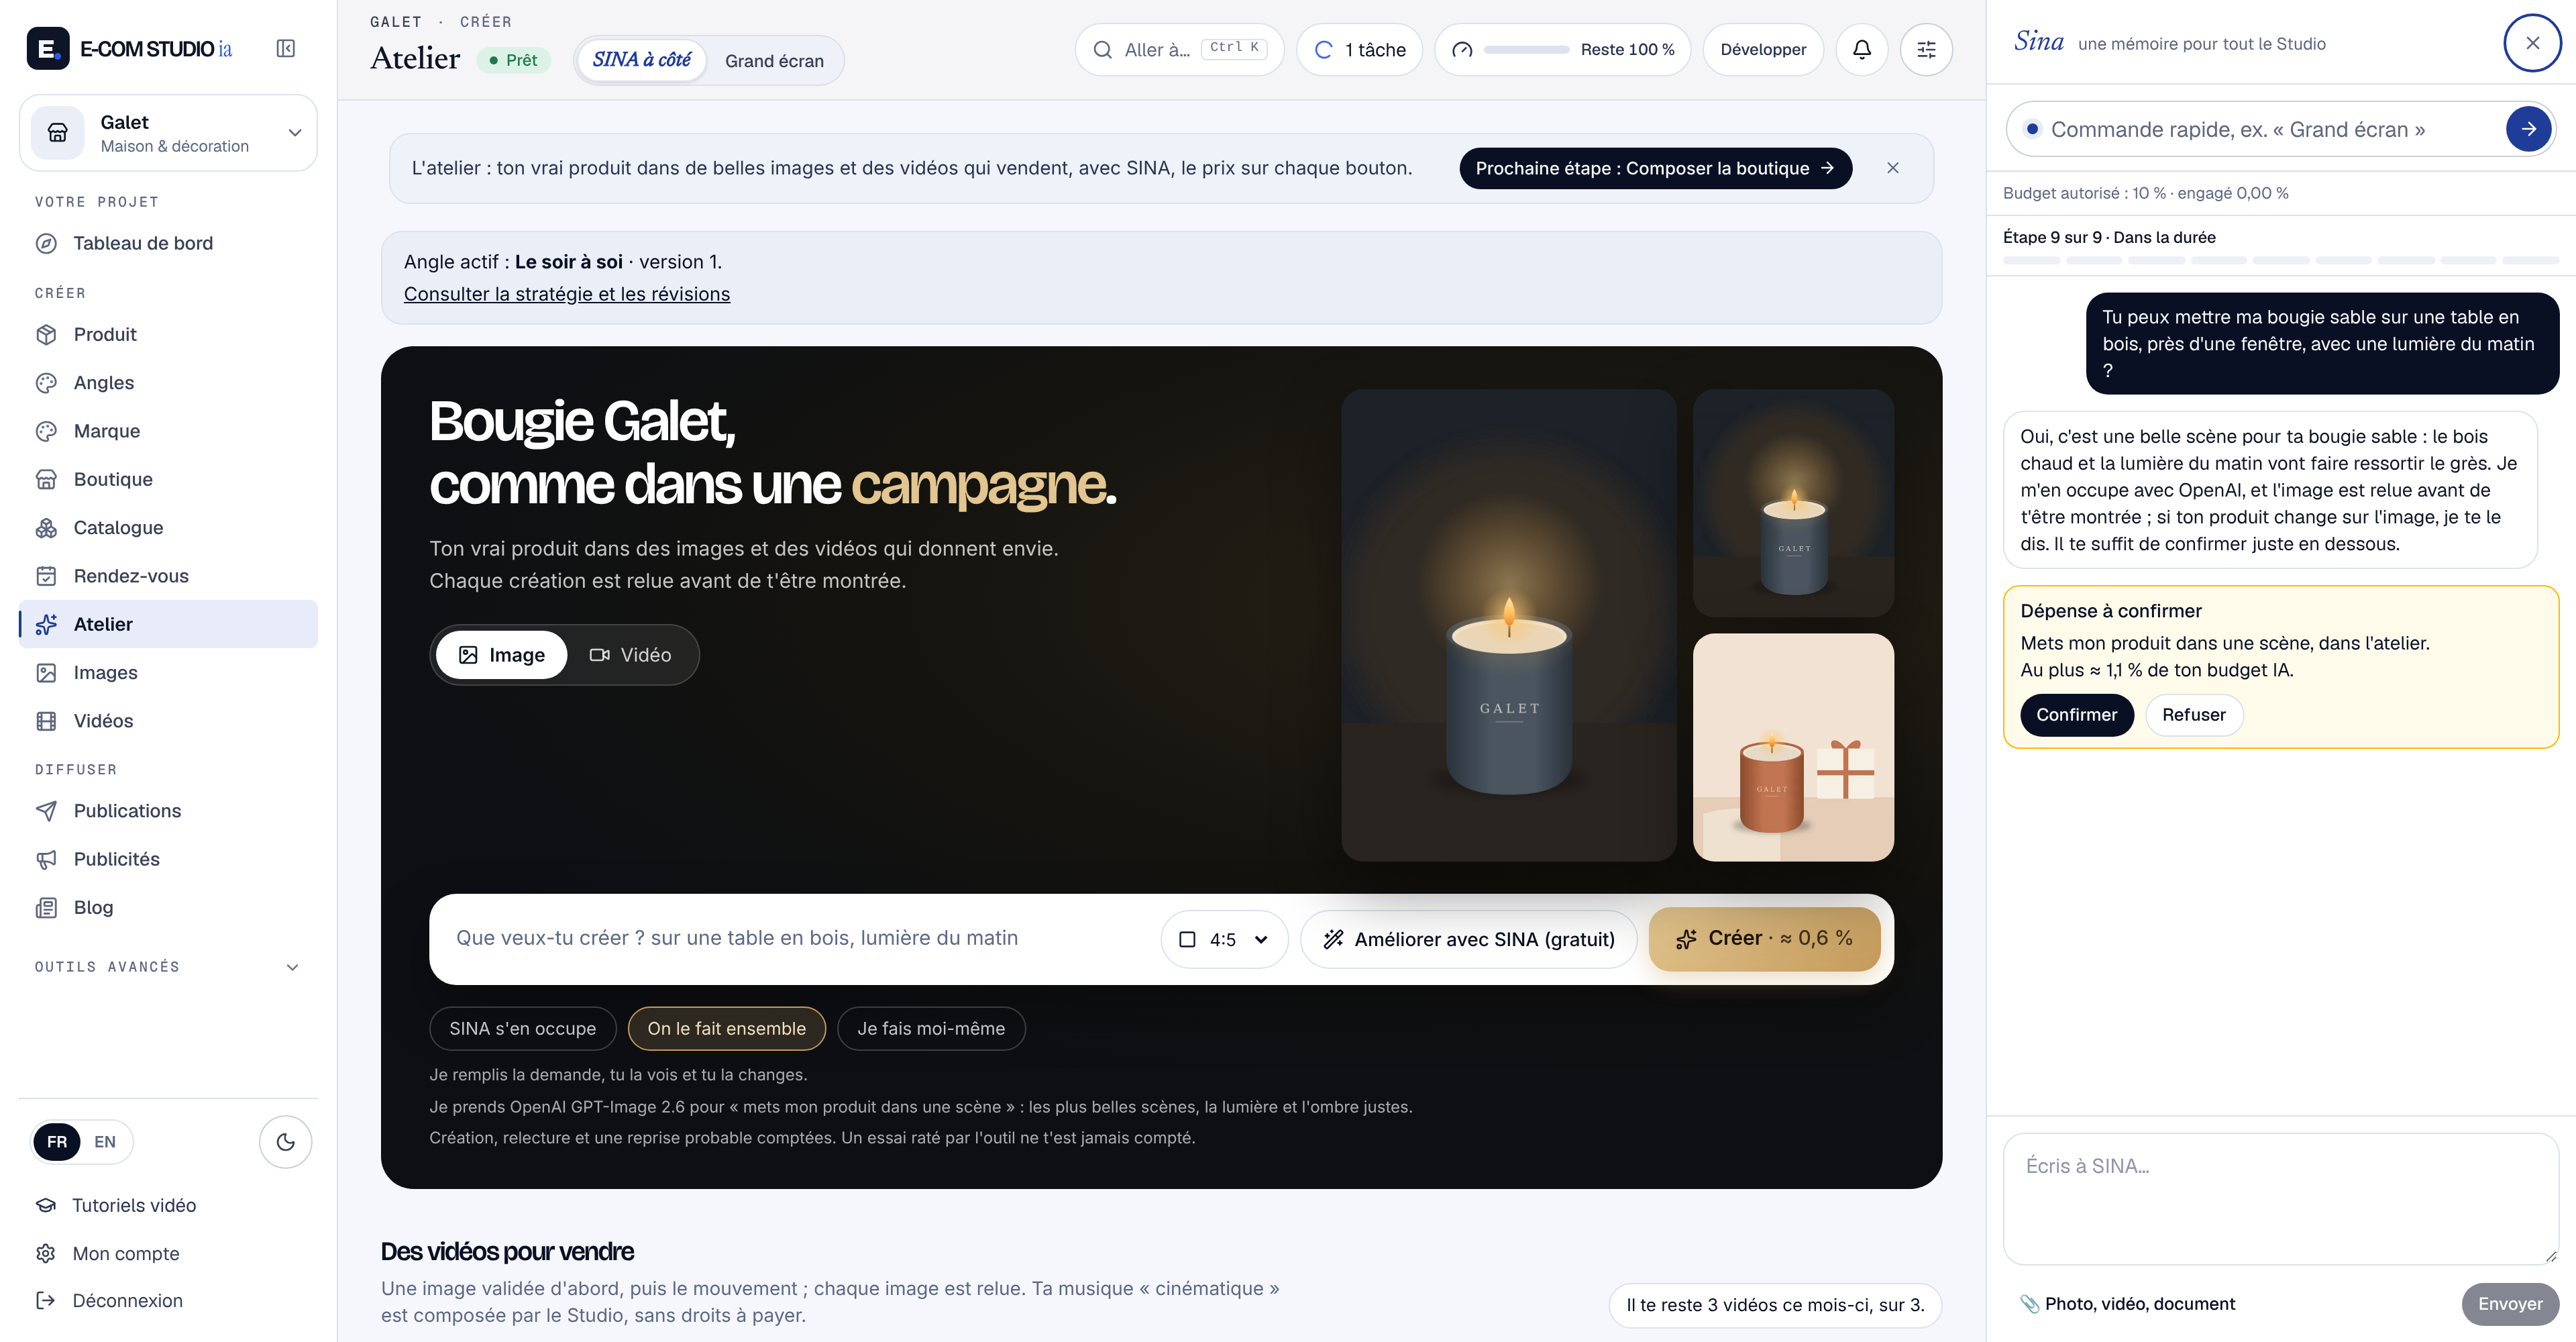 E. E-COM STUDIO ia
Galet
Maison & décoration
VOTRE PROJET
Tableau de bord
CRÉER
Produit
Angles
Marque
Boutique
Catalogue
Rendez-vous
Atelier
Images
Vidéos
DIFFUSER
Publications
Publicités
Blog
OUTILS AVANCÉS
FR EN
Tutoriels vidéo
Mon compte
Déconnexion
GALET · CRÉER
Atelier
Prêt
SINA à côté
Grand écran
Aller à... Ctrl K
1 tâche
Reste 100 %
Développer
L'atelier : ton vrai produit dans de belles images et des vidéos qui vendent, avec SINA, le prix sur chaque bouton.
Prochaine étape : Composer la boutique →
Angle actif : Le soir à soi · version 1.
Consulter la stratégie et les révisions
Bougie Galet,
comme dans une campagne.
Ton vrai produit dans des images et des vidéos qui donnent envie.
Chaque création est relue avant de t'être montrée.
Image
Vidéo
GALET
GALET
GALET
Que veux-tu créer ? sur une table en bois, lumière du matin
4:5
Améliorer avec SINA (gratuit)
Créer · ≈ 0,6 %
SINA s'en occupe
On le fait ensemble
Je fais moi-même
Je remplis la demande, tu la vois et tu la changes.
Je prends OpenAI GPT-Image 2.6 pour « mets mon produit dans une scène » : les plus belles scènes, la lumière et l'ombre justes.
Création, relecture et une reprise probable comptées. Un essai raté par l'outil ne t'est jamais compté.
Des vidéos pour vendre
Une image validée d'abord, puis le mouvement ; chaque image est relue. Ta musique « cinématique »
est composée par le Studio, sans droits à payer.
Il te reste 3 vidéos ce mois-ci, sur 3.
Sina une mémoire pour tout le Studio
Commande rapide, ex. « Grand écran »
Budget autorisé : 10 % · engagé 0,00 %
Étape 9 sur 9 · Dans la durée
Tu peux mettre ma bougie sable sur une table en
bois, près d'une fenêtre, avec une lumière du matin
?
Oui, c'est une belle scène pour ta bougie sable : le bois
chaud et la lumière du matin vont faire ressortir le grès. Je
m'en occupe avec OpenAI, et l'image est relue avant de
t'être montrée ; si ton produit change sur l'image, je te le
dis. Il te suffit de confirmer juste en dessous.
Dépense à confirmer
Mets mon produit dans une scène, dans l'atelier.
Au plus ≈ 1,1 % de ton budget IA.
Confirmer
Refuser
Écris à SINA...
Photo, vidéo, document
Envoyer